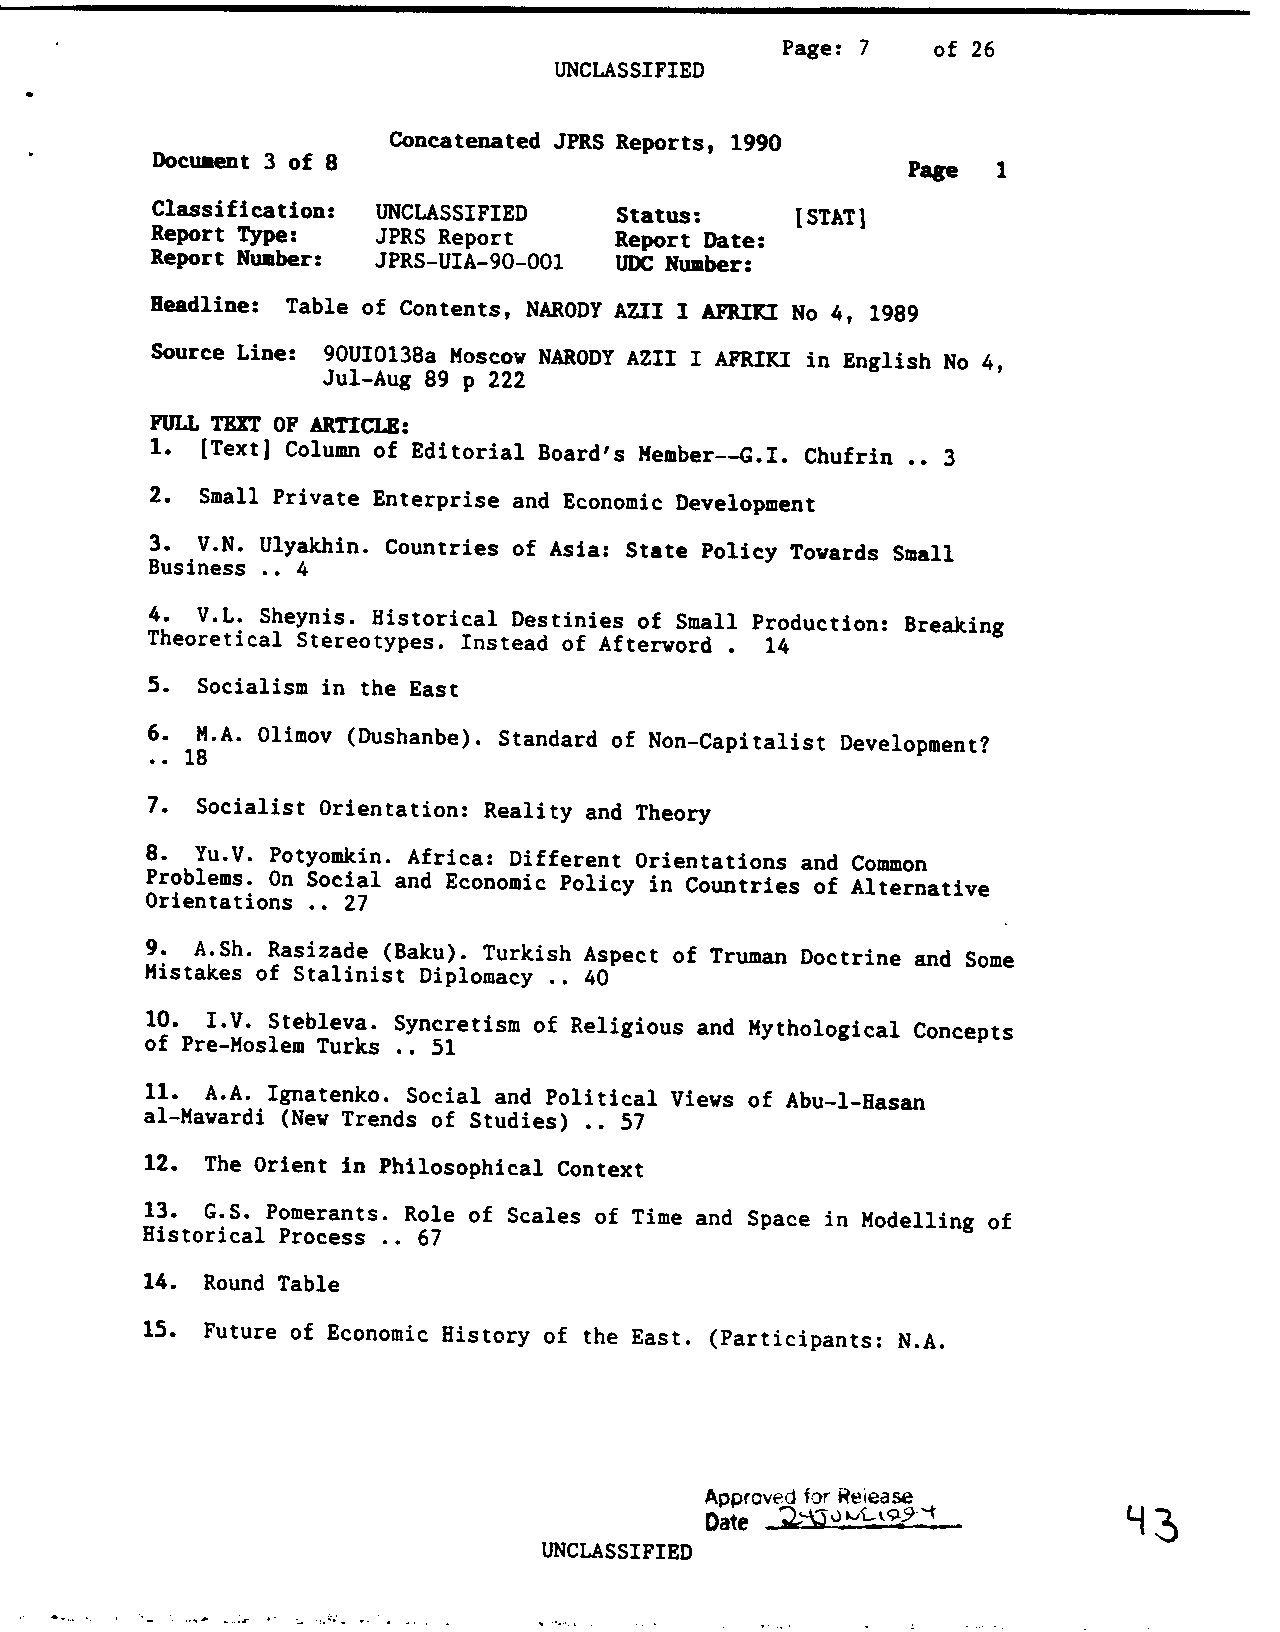 Page: 7 of 26
UNCLASSIFIED
Concatenated JPRS Reports, 1990
Document 3 of 8
Page 1
Classification: UNCLASSIFIED Status: [STAT]
Report Type: JPRS Report Report Date:
Report Number: JPRS-UIA-90-001 UDC Number:
Headline: Table of Contents, NARODY AZII I AFRIKI No 4, 1989
Source Line: 90UI0138a Moscow NARODY AZII I AFRIKI in English No 4,
Jul-Aug 89 p 222
FULL TEXT OF ARTICLE:
1. [Text] Column of Editorial Board's Member--G.I. Chufrin .. 3
2. Small Private Enterprise and Economic Development
3. V.N. Ulyakhin. Countries of Asia: State Policy Towards Small
Business .. 4
4. V.L. Sheynis. Historical Destinies of Small Production: Breaking
Theoretical Stereotypes. Instead of Afterword . 14
5. Socialism in the East
6. M.A. Olimov (Dushanbe). Standard of Non-Capitalist Development?
.. 18
7. Socialist Orientation: Reality and Theory
8. Yu.V. Potyomkin. Africa: Different Orientations and Common
Problems. On Social and Economic Policy in Countries of Alternative
Orientations .. 27
9. A.Sh. Rasizade (Baku). Turkish Aspect of Truman Doctrine and Some
Mistakes of Stalinist Diplomacy .. 40
10. I.V. Stebleva. Syncretism of Religious and Mythological Concepts
of Pre-Moslem Turks .. 51
11. A.A. Ignatenko. Social and Political Views of Abu-l-Hasan
al-Mawardi (New Trends of Studies) .. 57
12. The Orient in Philosophical Context
13. G.S. Pomerants. Role of Scales of Time and Space in Modelling of
Historical Process .. 67
14. Round Table
15. Future of Economic History of the East. (Participants: N.A.
Approved for Release
Date
43
UNCLASSIFIED